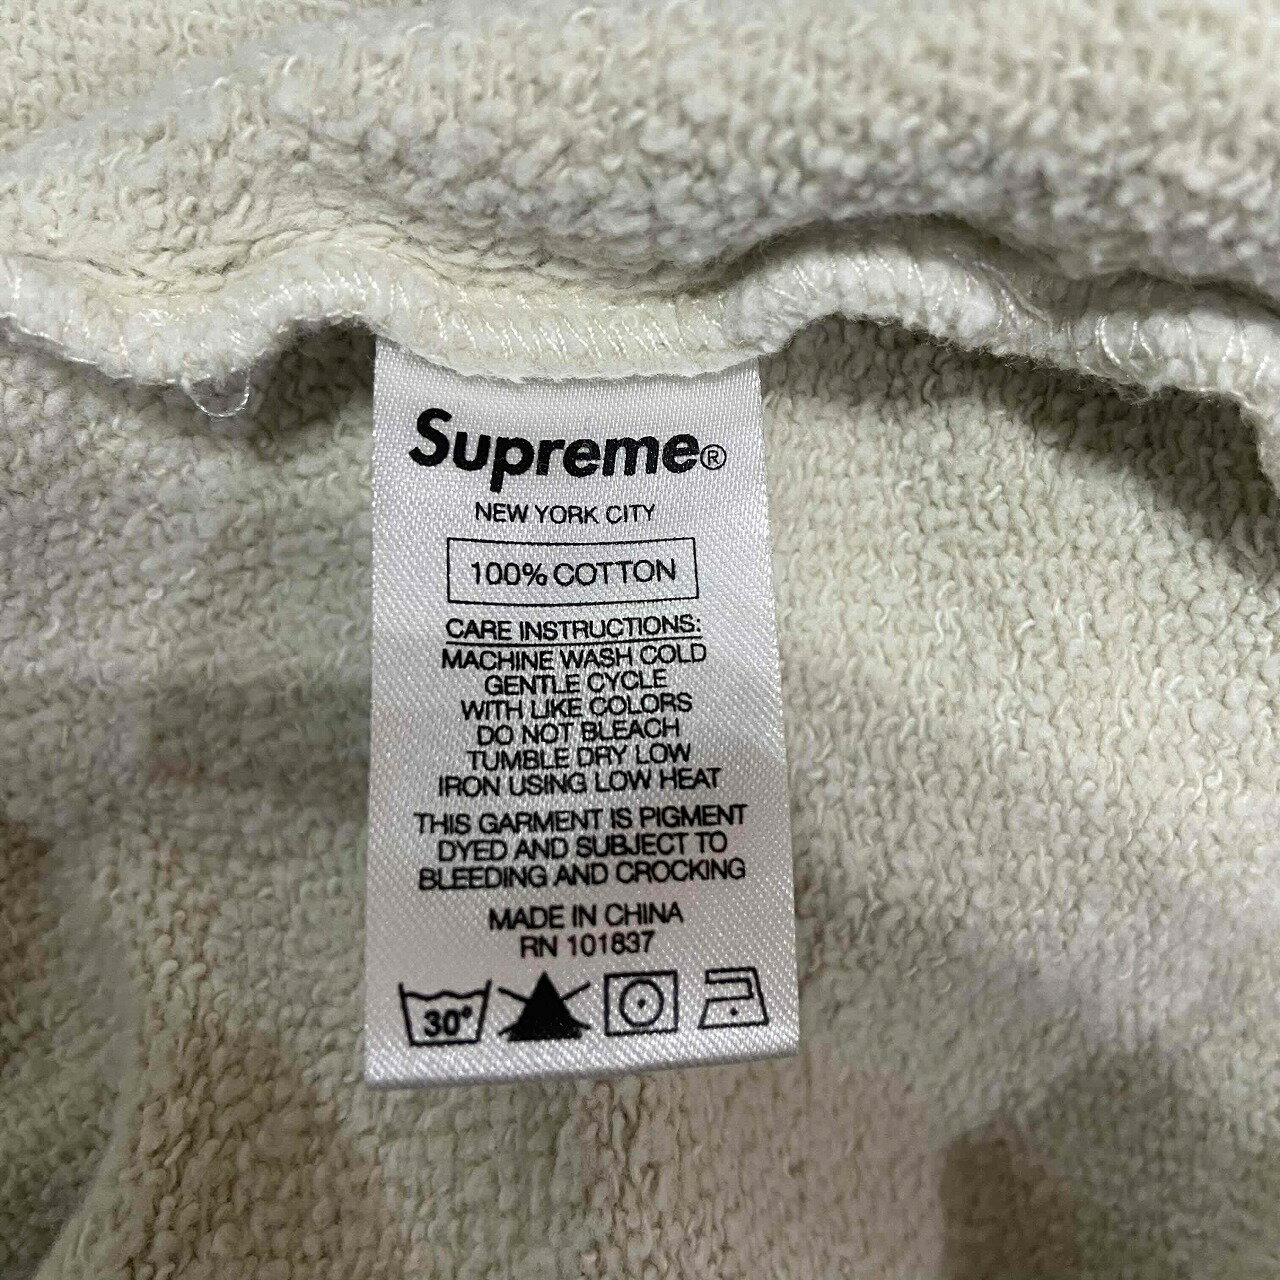 Supreme®
NEW YORK CITY
100% COTTON
CARE INSTRUCTIONS:
MACHINE WASH COLD
GENTLE CYCLE
WITH LIKE COLORS
DO NOT BLEACH
TUMBLE DRY LOW
IRON USING LOW HEAT
THIS GARMENT IS PIGMENT
DYED AND SUBJECT TO
BLEEDING AND CROCKING
MADE IN CHINA
RN 101837
30°